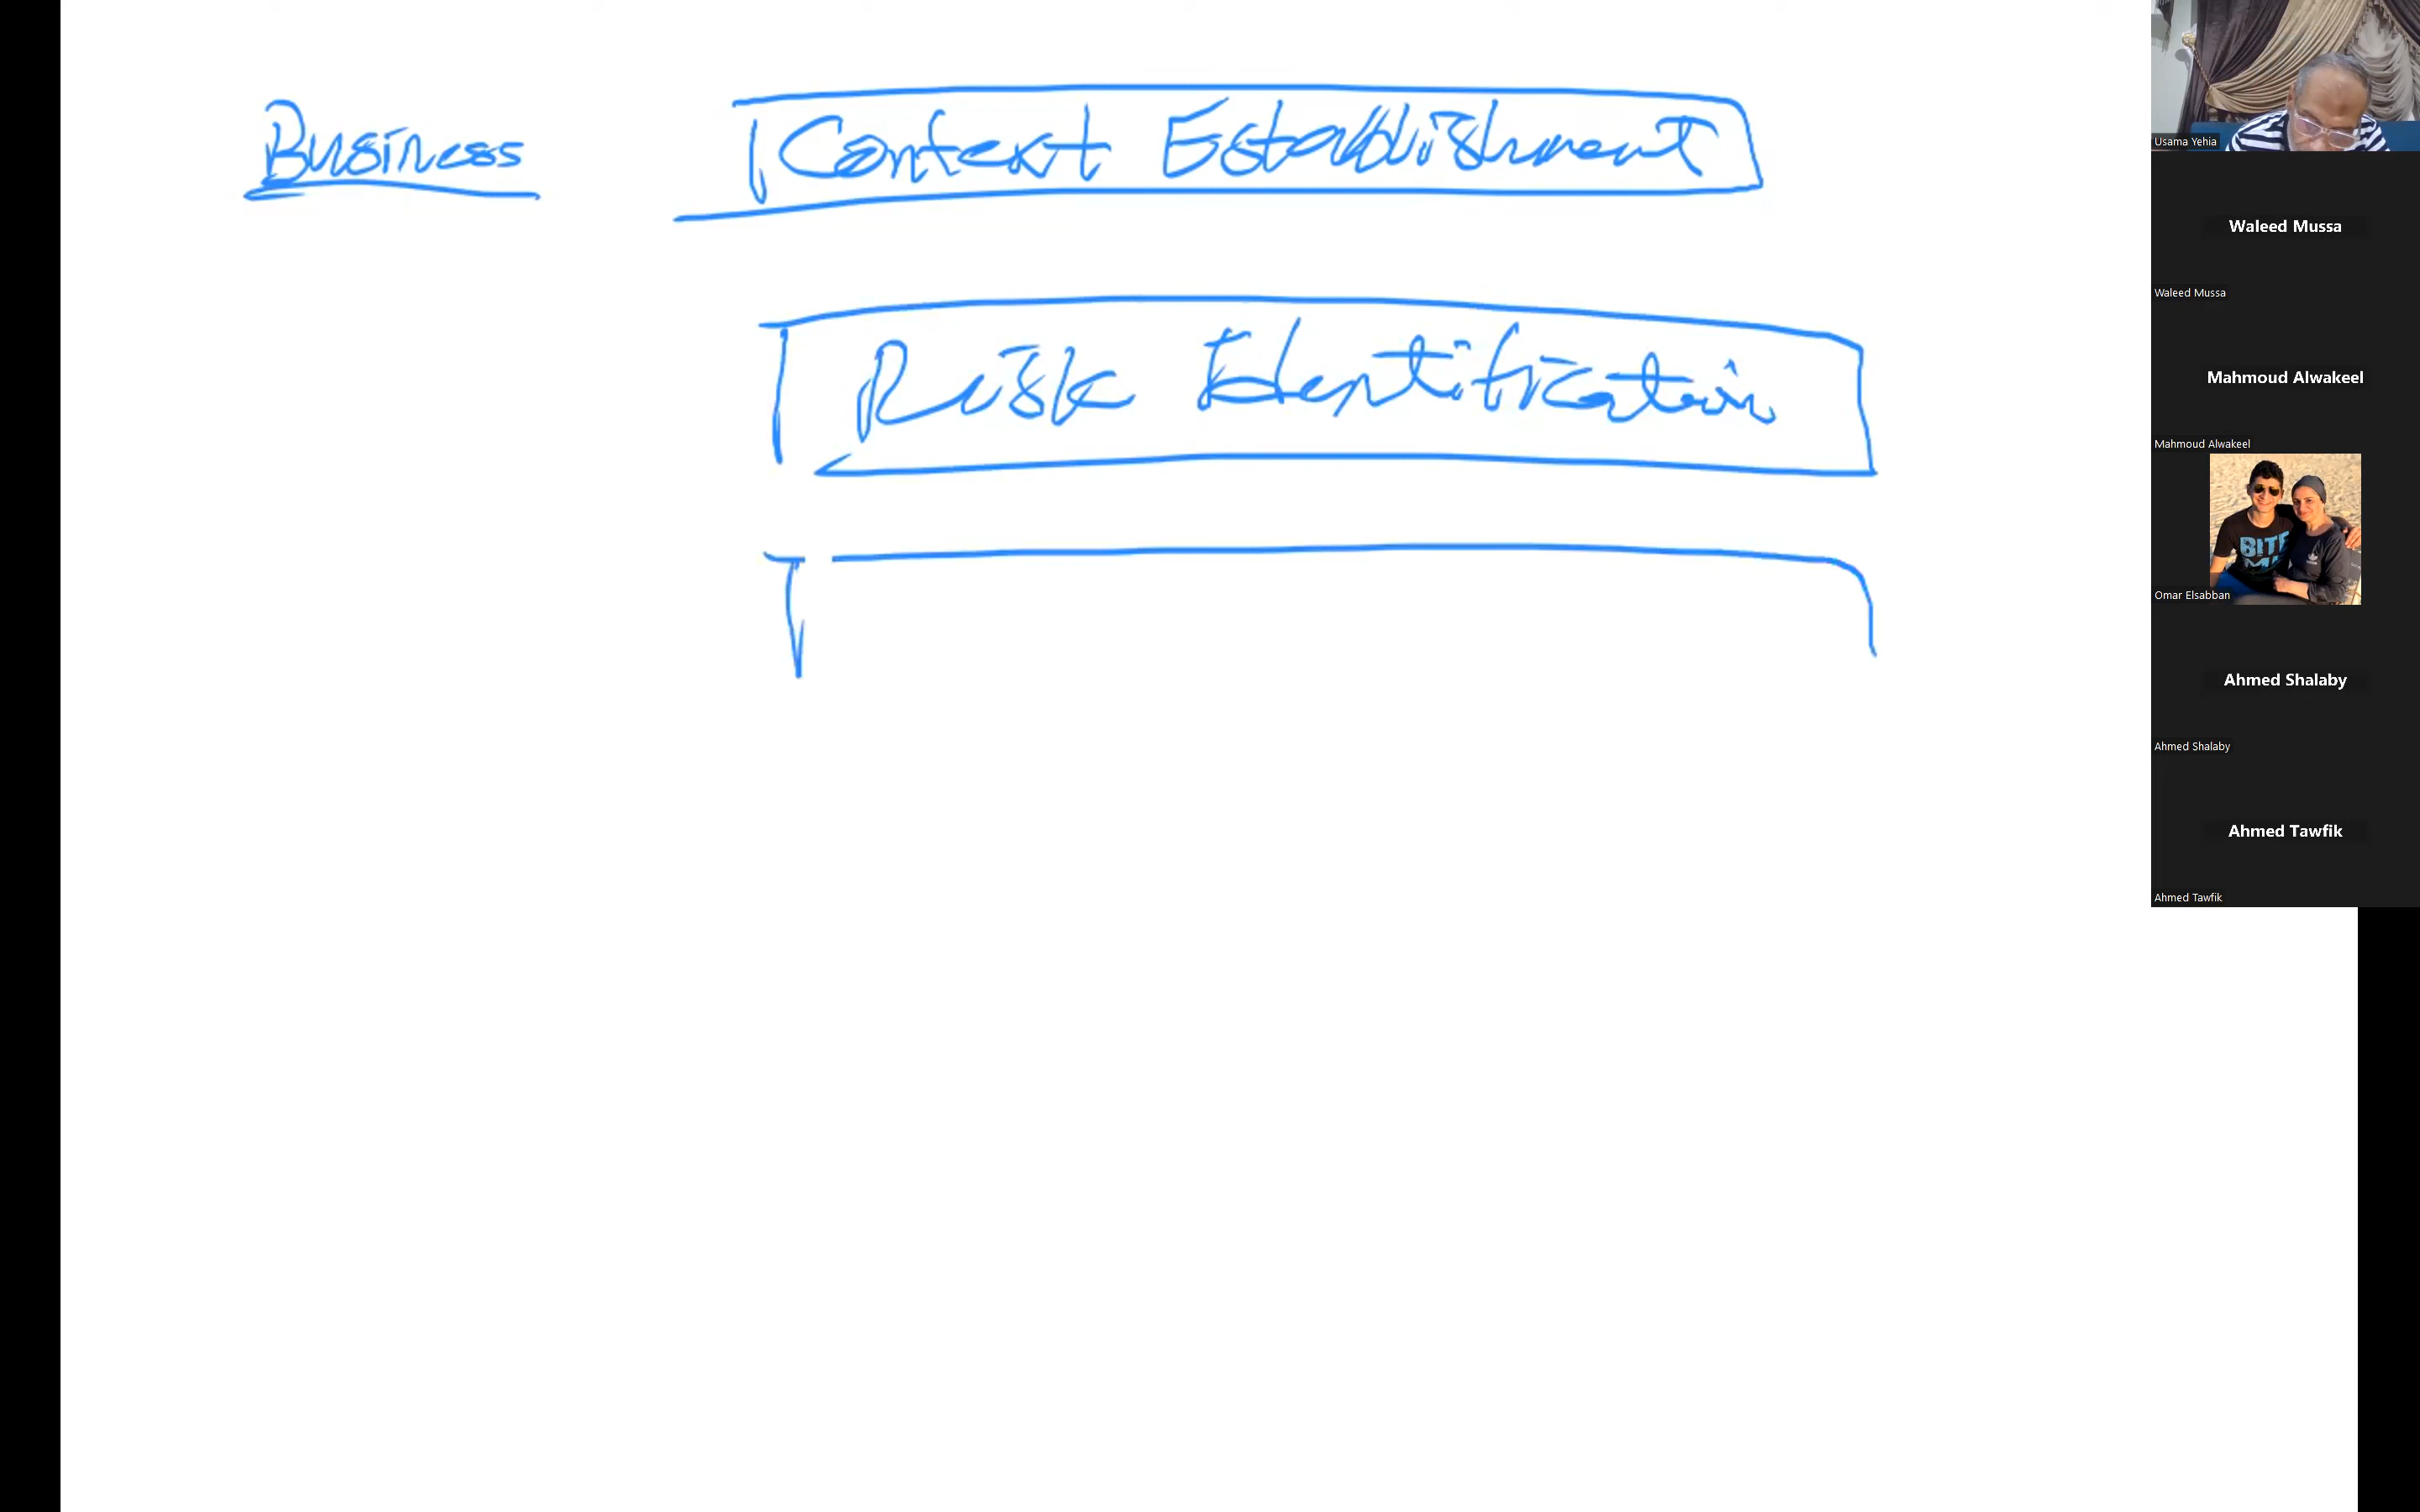 Business
Context Establishment
Risk Identification
Usama Yehia
Waleed Mussa
Waleed Mussa
Mahmoud Alwakeel
Mahmoud Alwakeel
BITE
Omar Elsabban
Ahmed Shalaby
Ahmed Shalaby
Ahmed Tawfik
Ahmed Tawfik